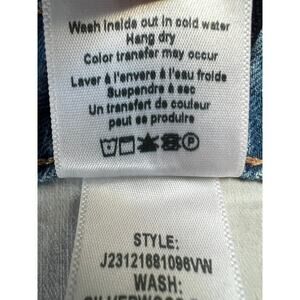 Wash inside out in cold water
Hang dry
Color transfer may occur
Laver à l'envers à l'eau froide
Suspendre à sec
Un transfert de couleur
peut se produire
P
STYLE:
J23121681096VW
WASH: